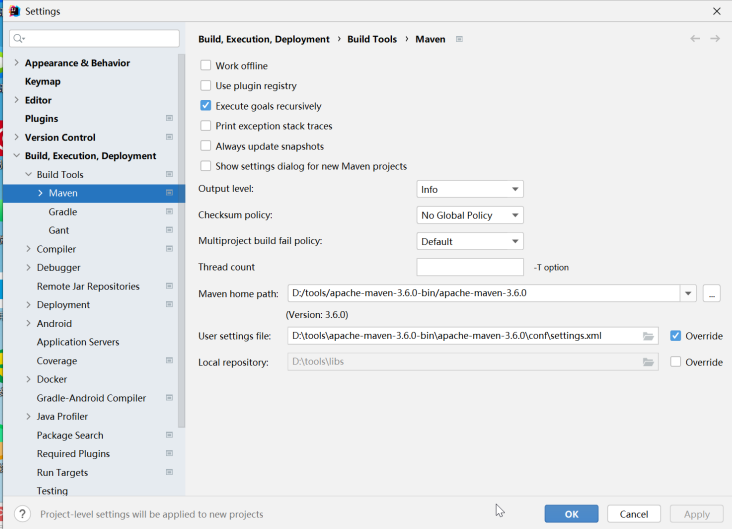 Settings
Build, Execution, Deployment › Build Tools › Maven
Appearance & Behavior
Keymap
Editor
Plugins
Version Control
Build, Execution, Deployment
Build Tools
Maven
Gradle
Gant
Compiler
Debugger
Remote Jar Repositories
Deployment
Android
Application Servers
Coverage
Docker
Gradle-Android Compiler
Java Profiler
Package Search
Required Plugins
Run Targets
Testing
Work offline
Use plugin registry
Execute goals recursively
Print exception stack traces
Always update snapshots
Show settings dialog for new Maven projects
Output level: Info
Checksum policy: No Global Policy
Multiproject build fail policy: Default
Thread count -T option
Maven home path: D:/tools/apache-maven-3.6.0-bin/apache-maven-3.6.0 ...
(Version: 3.6.0)
User settings file: D:\tools\apache-maven-3.6.0-bin\apache-maven-3.6.0\conf\settings.xml Override
Local repository: D:\tools\libs Override
? Project-level settings will be applied to new projects
OK Cancel Apply